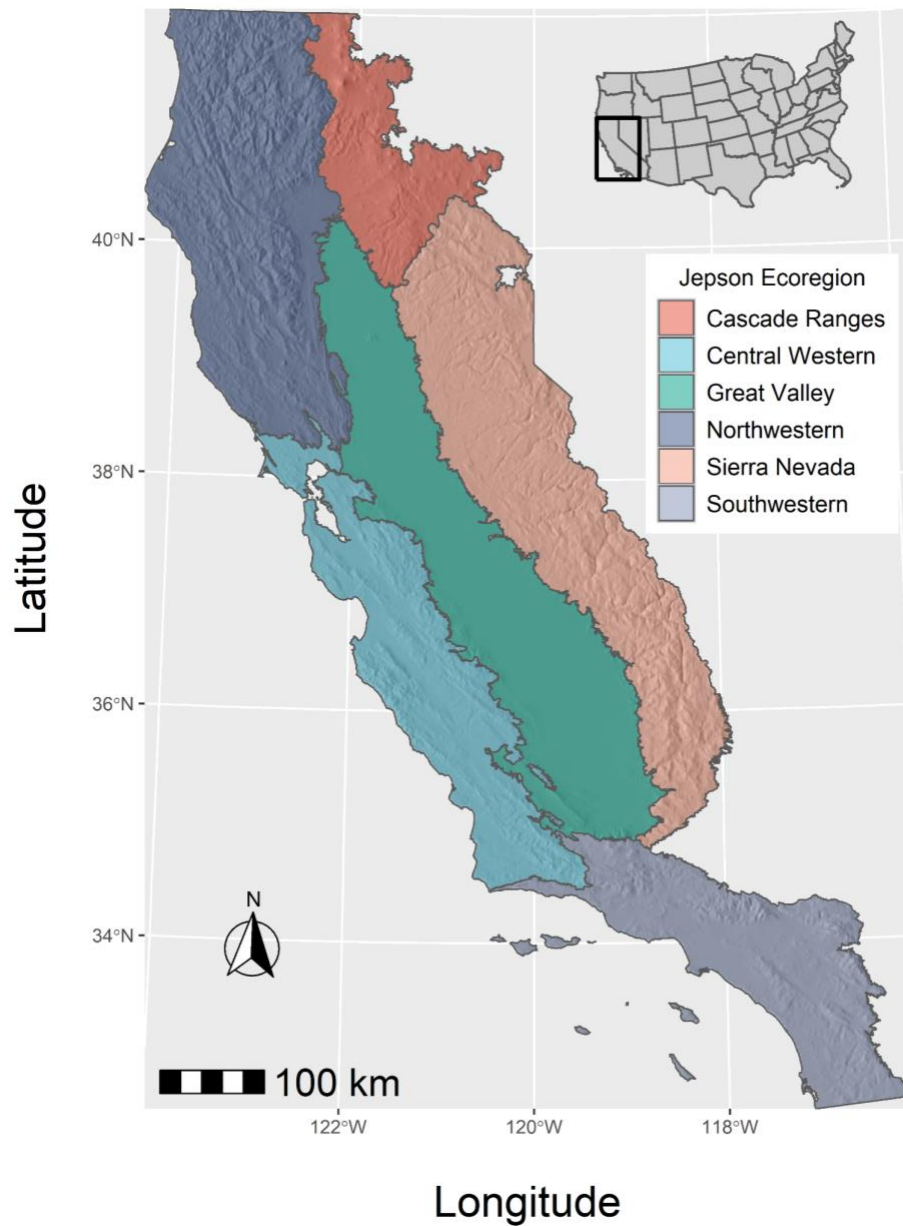 40°N
38°N
36°N
34°N
Latitude
Jepson Ecoregion
Cascade Ranges
Central Western
Great Valley
Northwestern
Sierra Nevada
Southwestern
N
100 km
122°W
120°W
118°W
Longitude